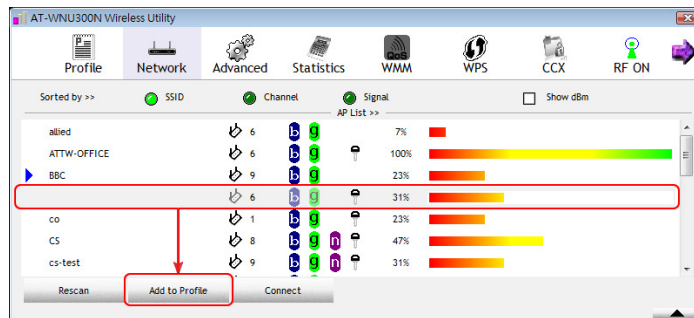 AT-WNU300N Wireless Utility
Profile Network Advanced Statistics WMM WPS CCX RF ON
QoS
Sorted by >> SSID Channel Signal Show dBm
AP List >>
allied 6 b g 7%
ATTW-OFFICE 6 b g 100%
BBC 9 b g 23%
6 b g 31%
co 1 b g 23%
CS 8 b g n 47%
cs-test 9 b g n 31%
Rescan Add to Profile Connect